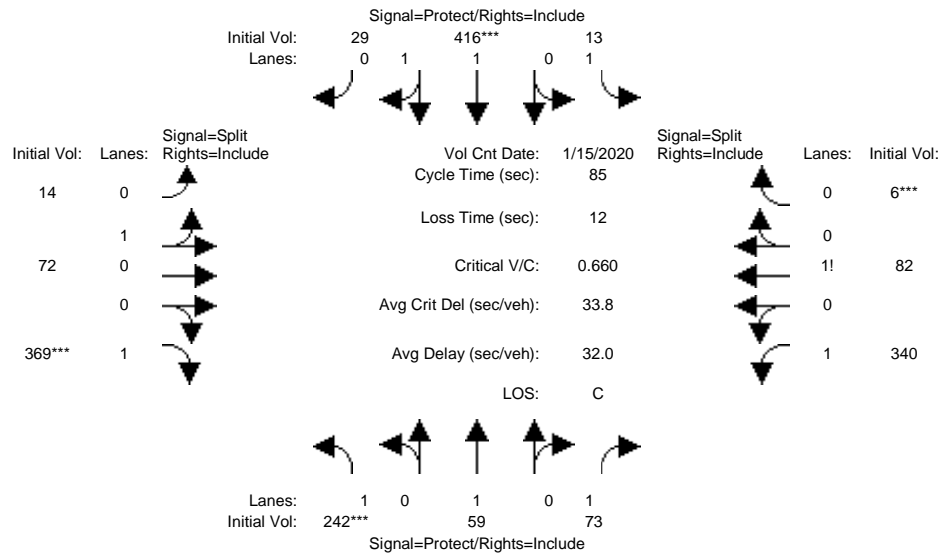 Signal=Protect/Rights=Include
Initial Vol: 29 416*** 13
Lanes: 0 1 1 0 1
Signal=Split Signal=Split
Initial Vol: Lanes: Rights=Include Vol Cnt Date: 1/15/2020 Rights=Include Lanes: Initial Vol:
Cycle Time (sec): 85
14 0 0 6***
Loss Time (sec): 12
1 0
72 0 Critical V/C: 0.660 1! 82
0 Avg Crit Del (sec/veh): 33.8 0
369*** 1 Avg Delay (sec/veh): 32.0 1 340
LOS: C
Lanes: 1 0 1 0 1
Initial Vol: 242*** 59 73
Signal=Protect/Rights=Include